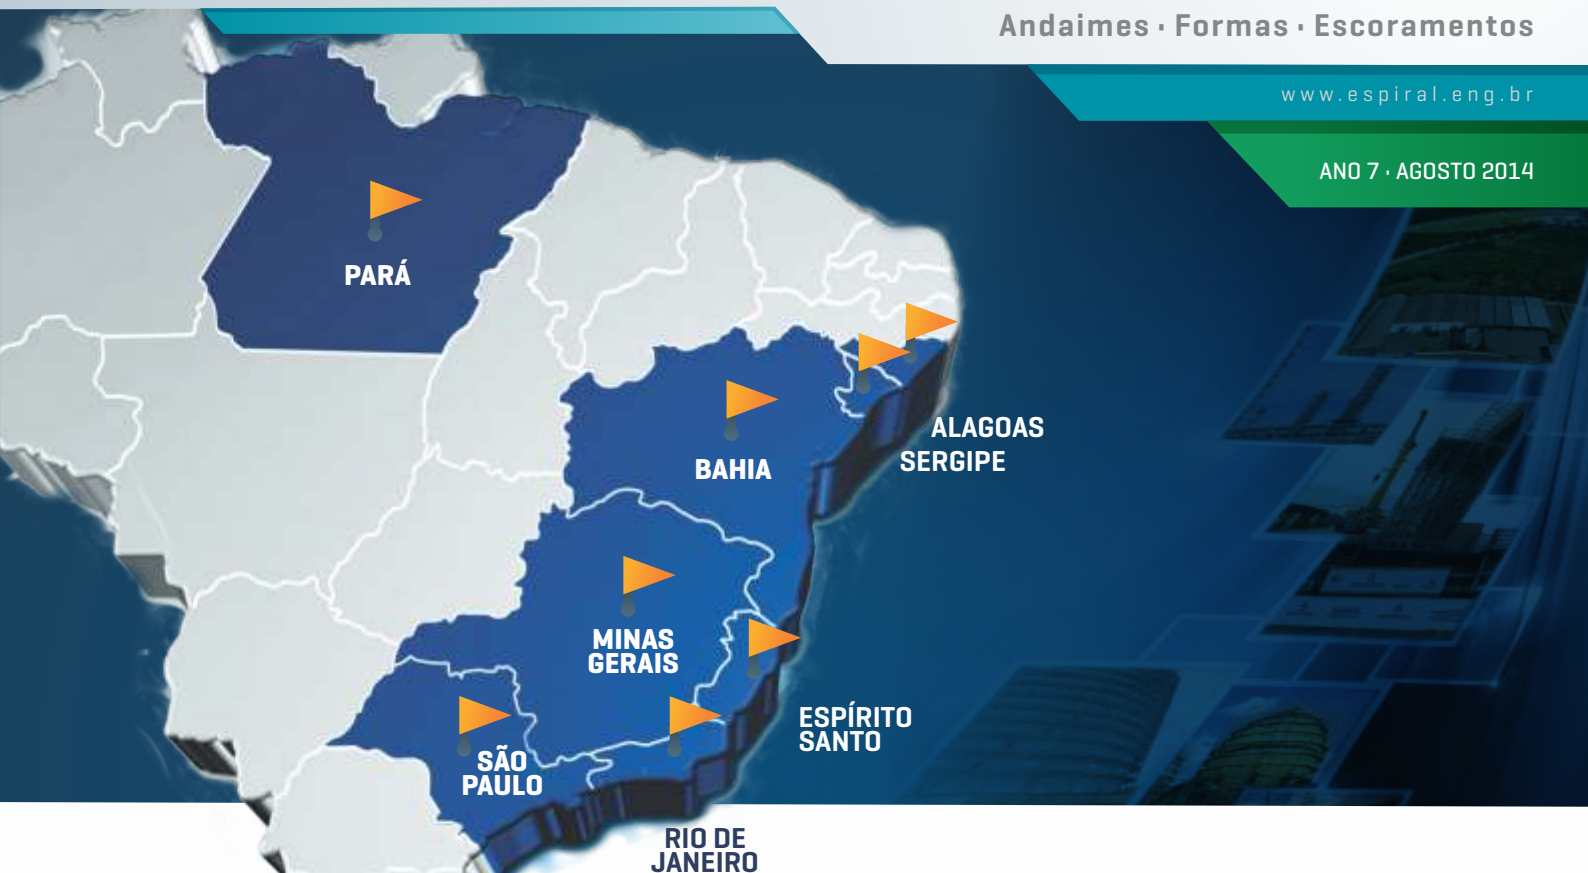 Andaimes · Formas · Escoramentos
www.espiral.eng.br
ANO 7 · AGOSTO 2014
PARÁ
ALAGOAS
SERGIPE
BAHIA
MINAS
GERAIS
ESPÍRITO
SANTO
SÃO
PAULO
RIO DE
JANEIRO